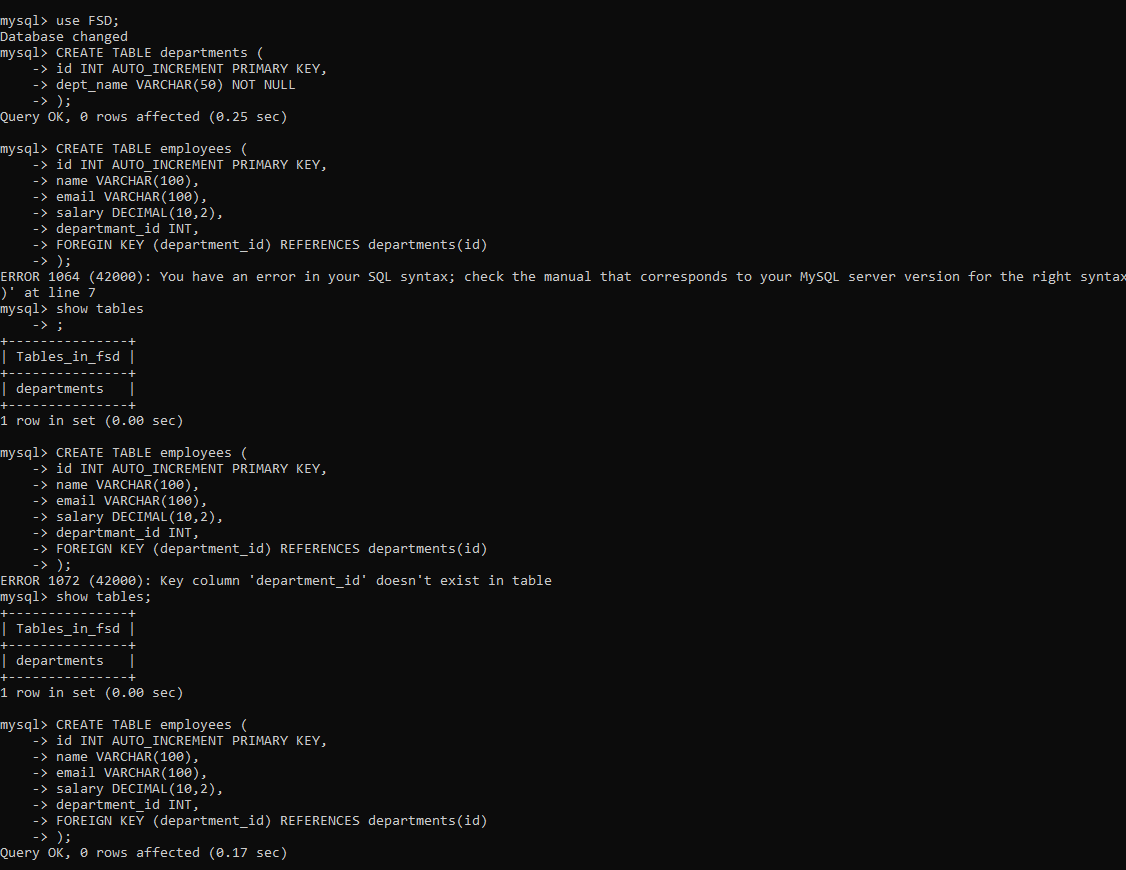 mysql> use FSD;
Database changed
mysql> CREATE TABLE departments (
    -> id INT AUTO_INCREMENT PRIMARY KEY,
    -> dept_name VARCHAR(50) NOT NULL
    -> );
Query OK, 0 rows affected (0.25 sec)

mysql> CREATE TABLE employees (
    -> id INT AUTO_INCREMENT PRIMARY KEY,
    -> name VARCHAR(100),
    -> email VARCHAR(100),
    -> salary DECIMAL(10,2),
    -> departmant_id INT,
    -> FOREGIN KEY (department_id) REFERENCES departments(id)
    -> );
ERROR 1064 (42000): You have an error in your SQL syntax; check the manual that corresponds to your MySQL server version for the right syntax
)' at line 7
mysql> show tables
    -> ;
+---------------+
| Tables_in_fsd |
+---------------+
| departments   |
+---------------+
1 row in set (0.00 sec)

mysql> CREATE TABLE employees (
    -> id INT AUTO_INCREMENT PRIMARY KEY,
    -> name VARCHAR(100),
    -> email VARCHAR(100),
    -> salary DECIMAL(10,2),
    -> departmant_id INT,
    -> FOREIGN KEY (department_id) REFERENCES departments(id)
    -> );
ERROR 1072 (42000): Key column 'department_id' doesn't exist in table
mysql> show tables;
+---------------+
| Tables_in_fsd |
+---------------+
| departments   |
+---------------+
1 row in set (0.00 sec)

mysql> CREATE TABLE employees (
    -> id INT AUTO_INCREMENT PRIMARY KEY,
    -> name VARCHAR(100),
    -> email VARCHAR(100),
    -> salary DECIMAL(10,2),
    -> department_id INT,
    -> FOREIGN KEY (department_id) REFERENCES departments(id)
    -> );
Query OK, 0 rows affected (0.17 sec)